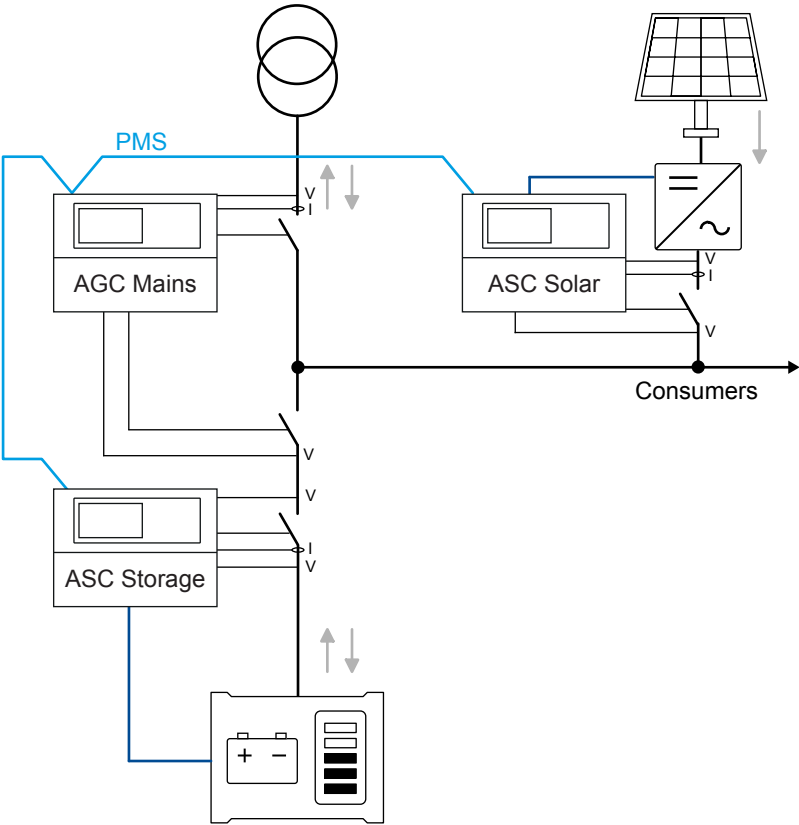 PMS
V
I
AGC Mains
ASC Solar
V
I
V
Consumers
V
V
I
V
ASC Storage
+ −